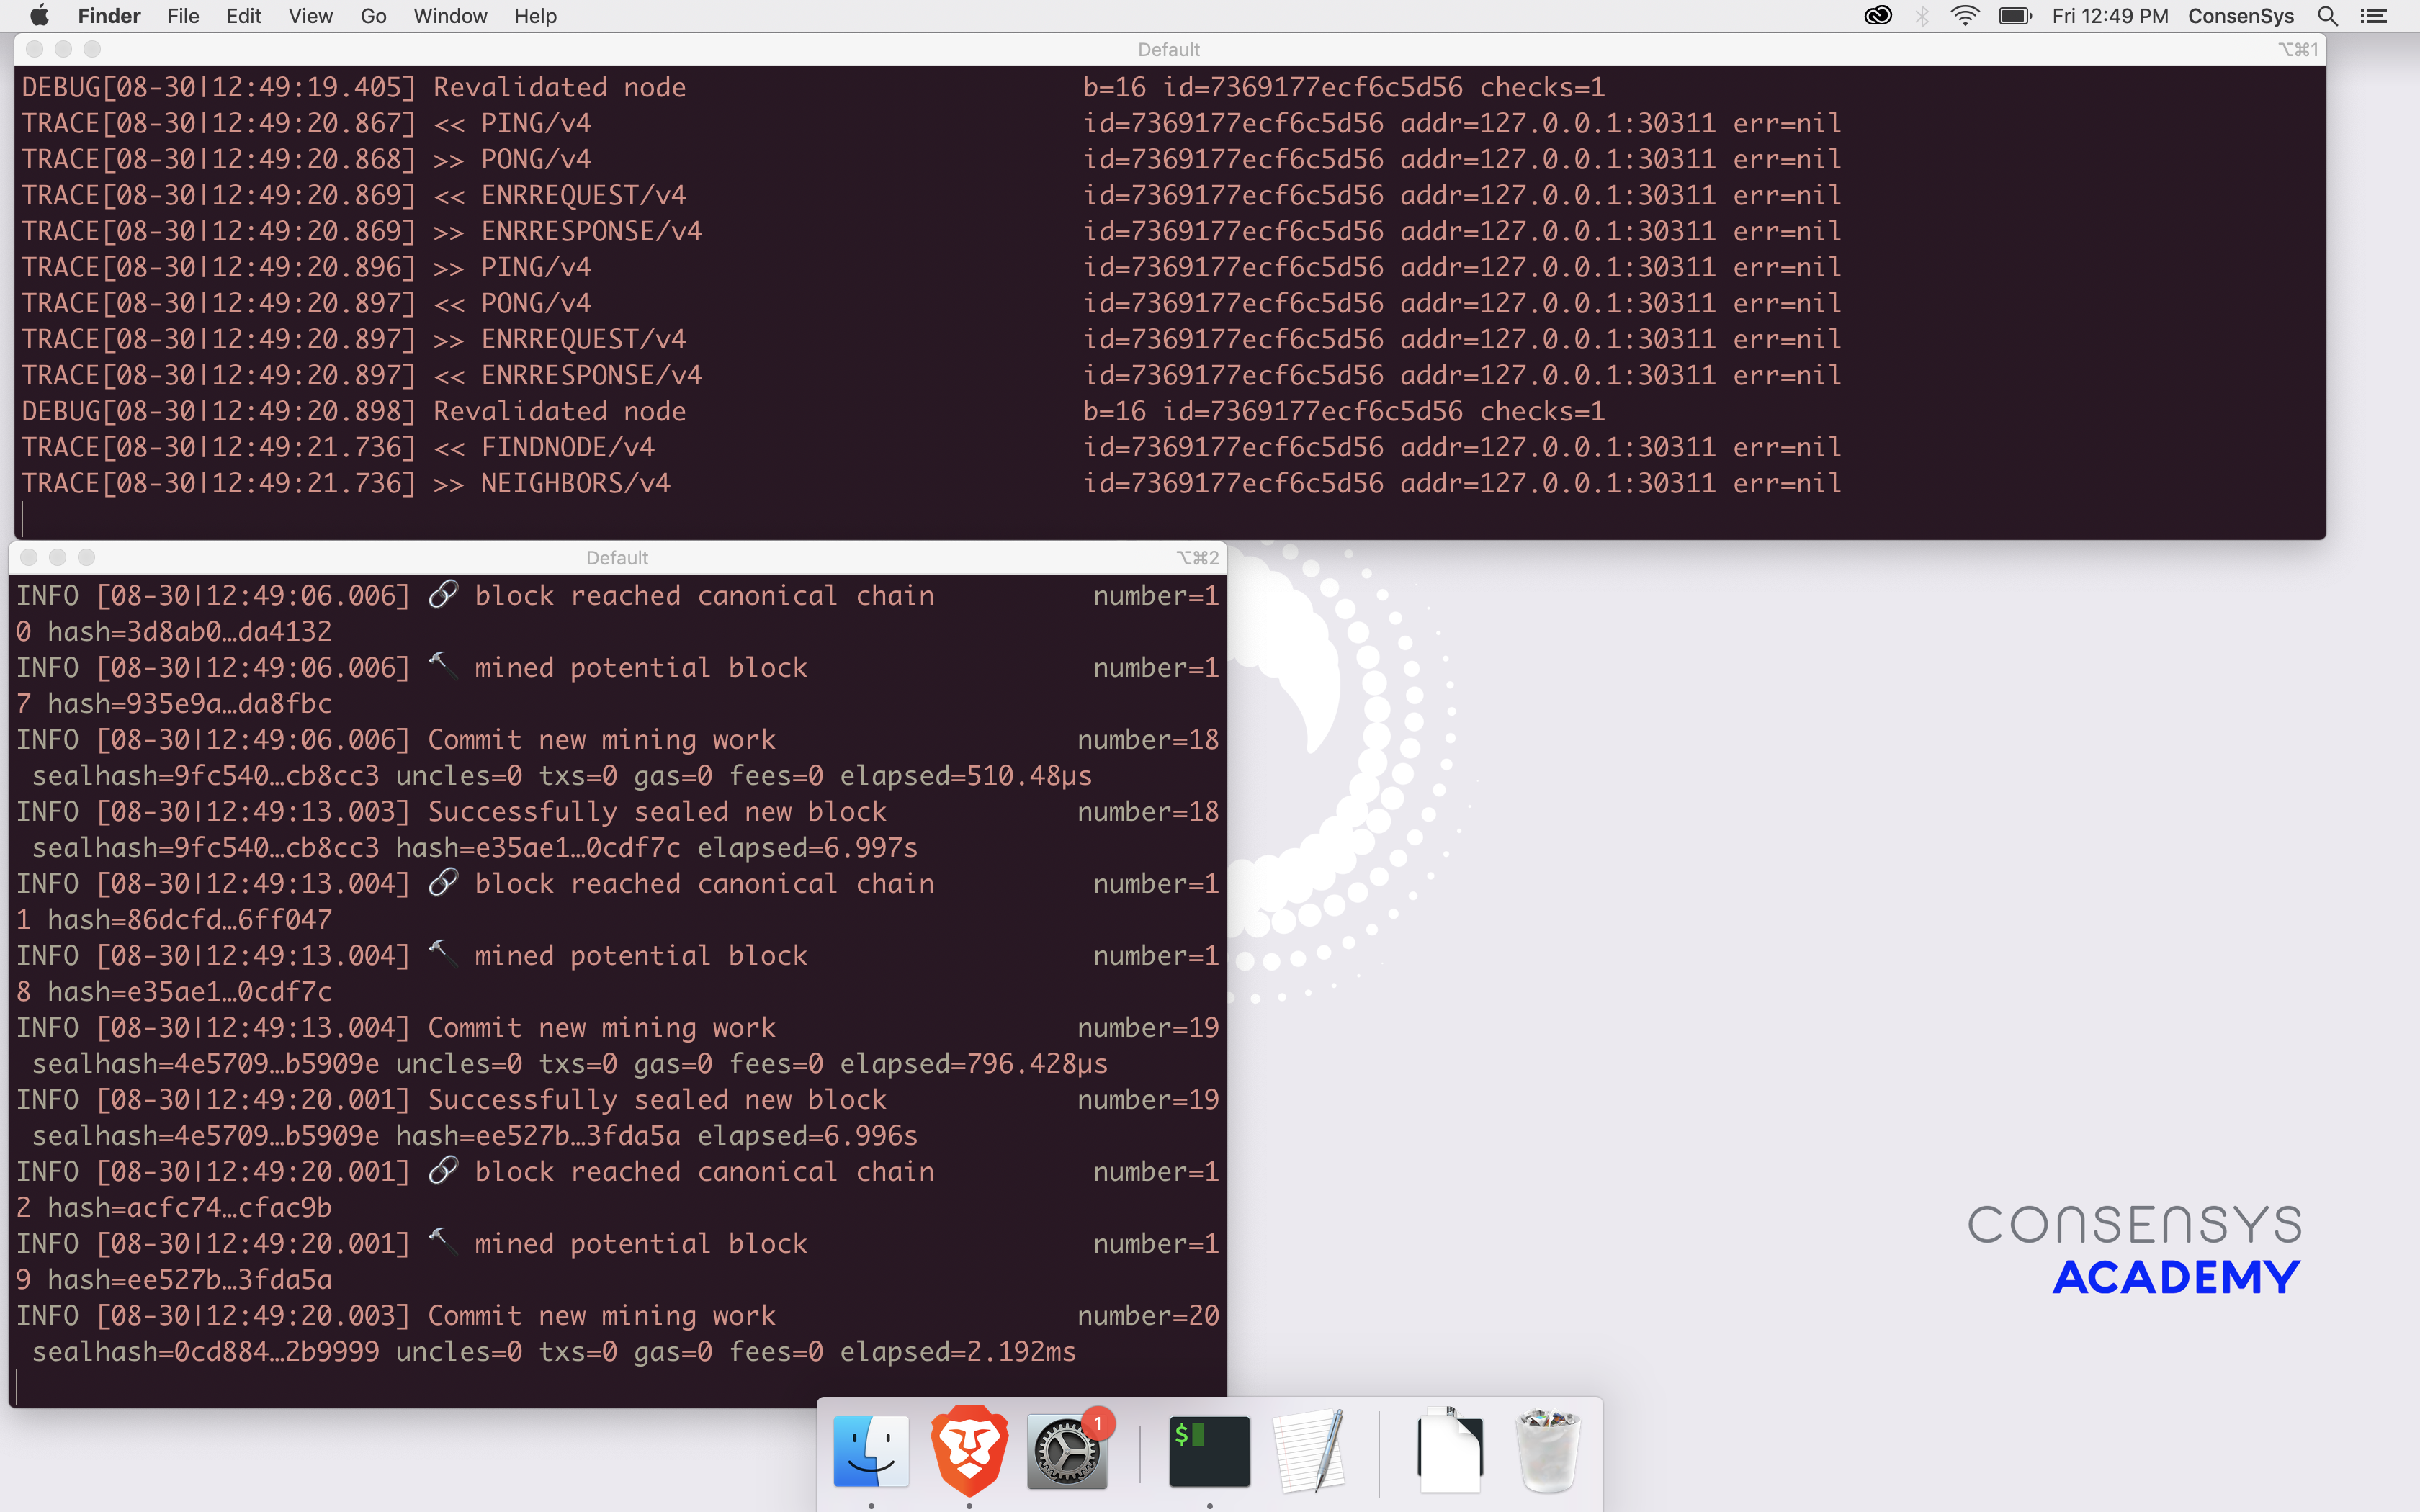 Finder File Edit View Go Window Help Fri 12:49 PM ConsenSys
Default ⌥⌘1
DEBUG[08-30|12:49:19.405] Revalidated node b=16 id=7369177ecf6c5d56 checks=1
TRACE[08-30|12:49:20.867] << PING/v4 id=7369177ecf6c5d56 addr=127.0.0.1:30311 err=nil
TRACE[08-30|12:49:20.868] >> PONG/v4 id=7369177ecf6c5d56 addr=127.0.0.1:30311 err=nil
TRACE[08-30|12:49:20.869] << ENRREQUEST/v4 id=7369177ecf6c5d56 addr=127.0.0.1:30311 err=nil
TRACE[08-30|12:49:20.869] >> ENRRESPONSE/v4 id=7369177ecf6c5d56 addr=127.0.0.1:30311 err=nil
TRACE[08-30|12:49:20.896] >> PING/v4 id=7369177ecf6c5d56 addr=127.0.0.1:30311 err=nil
TRACE[08-30|12:49:20.897] << PONG/v4 id=7369177ecf6c5d56 addr=127.0.0.1:30311 err=nil
TRACE[08-30|12:49:20.897] >> ENRREQUEST/v4 id=7369177ecf6c5d56 addr=127.0.0.1:30311 err=nil
TRACE[08-30|12:49:20.897] << ENRRESPONSE/v4 id=7369177ecf6c5d56 addr=127.0.0.1:30311 err=nil
DEBUG[08-30|12:49:20.898] Revalidated node b=16 id=7369177ecf6c5d56 checks=1
TRACE[08-30|12:49:21.736] << FINDNODE/v4 id=7369177ecf6c5d56 addr=127.0.0.1:30311 err=nil
TRACE[08-30|12:49:21.736] >> NEIGHBORS/v4 id=7369177ecf6c5d56 addr=127.0.0.1:30311 err=nil
Default ⌥⌘2
INFO [08-30|12:49:06.006] 🔗 block reached canonical chain number=1
0 hash=3d8ab0…da4132
INFO [08-30|12:49:06.006] 🔨 mined potential block number=1
7 hash=935e9a…da8fbc
INFO [08-30|12:49:06.006] Commit new mining work number=18
sealhash=9fc540…cb8cc3 uncles=0 txs=0 gas=0 fees=0 elapsed=510.48µs
INFO [08-30|12:49:13.003] Successfully sealed new block number=18
sealhash=9fc540…cb8cc3 hash=e35ae1…0cdf7c elapsed=6.997s
INFO [08-30|12:49:13.004] 🔗 block reached canonical chain number=1
1 hash=86dcfd…6ff047
INFO [08-30|12:49:13.004] 🔨 mined potential block number=1
8 hash=e35ae1…0cdf7c
INFO [08-30|12:49:13.004] Commit new mining work number=19
sealhash=4e5709…b5909e uncles=0 txs=0 gas=0 fees=0 elapsed=796.428µs
INFO [08-30|12:49:20.001] Successfully sealed new block number=19
sealhash=4e5709…b5909e hash=ee527b…3fda5a elapsed=6.996s
INFO [08-30|12:49:20.001] 🔗 block reached canonical chain number=1
2 hash=acfc74…cfac9b
INFO [08-30|12:49:20.001] 🔨 mined potential block number=1
9 hash=ee527b…3fda5a
INFO [08-30|12:49:20.003] Commit new mining work number=20
sealhash=0cd884…2b9999 uncles=0 txs=0 gas=0 fees=0 elapsed=2.192ms
CONSENSYS
ACADEMY
1
$